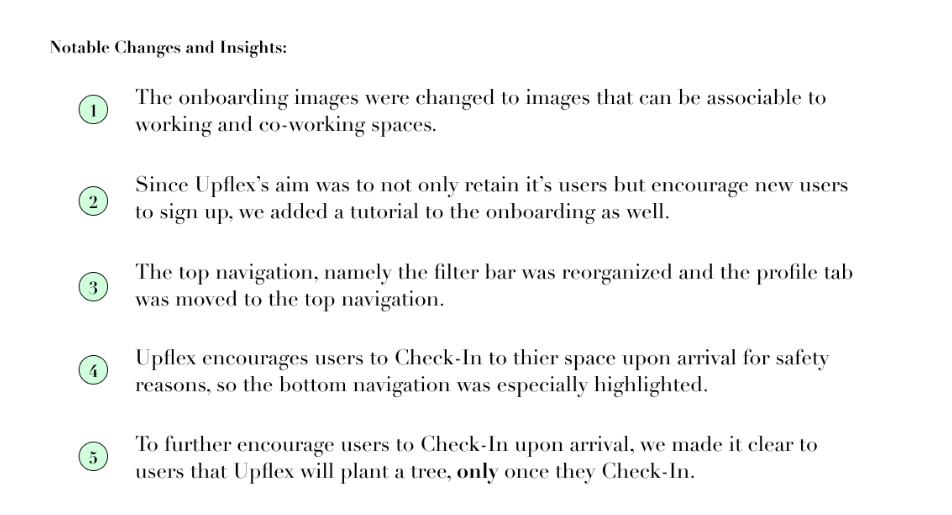 Notable Changes and Insights:
1
The onboarding images were changed to images that can be associable to
working and co-working spaces.
2
Since Upflex's aim was to not only retain it's users but encourage new users
to sign up, we added a tutorial to the onboarding as well.
3
The top navigation, namely the filter bar was reorganized and the profile tab
was moved to the top navigation.
4
Upflex encourages users to Check-In to thier space upon arrival for safety
reasons, so the bottom navigation was especially highlighted.
5
To further encourage users to Check-In upon arrival, we made it clear to
users that Upflex will plant a tree, only once they Check-In.